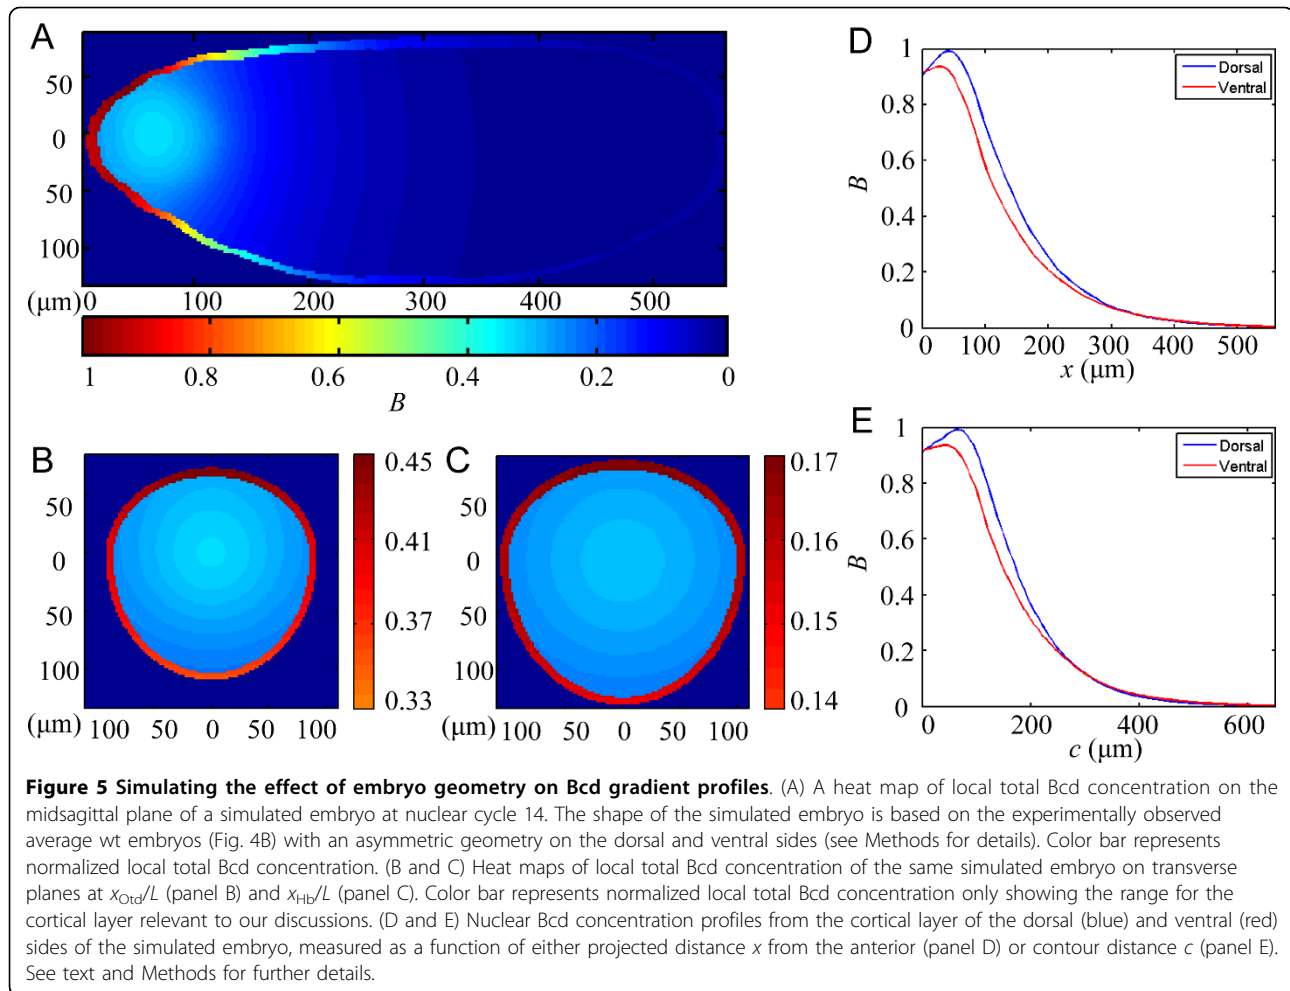 A
50
0
50
100
(μm) 0 100 200 300 400 500
1 0.8 0.6 0.4 0.2 0
B
B
50
0
50
100
(μm) 100 50 0 50 100
0.45
0.41
0.37
0.33
C
50
0
50
100
(μm) 100 50 0 50 100
0.17
0.16
0.15
0.14
D
1
0.8
0.6
0.4
0.2
0
B
Dorsal
Ventral
0 100 200 300 400 500
x (μm)
E
1
0.8
0.6
0.4
0.2
0
B
Dorsal
Ventral
0 200 400 600
c (μm)
Figure 5 Simulating the effect of embryo geometry on Bcd gradient profiles. (A) A heat map of local total Bcd concentration on the
midsagittal plane of a simulated embryo at nuclear cycle 14. The shape of the simulated embryo is based on the experimentally observed
average wt embryos (Fig. 4B) with an asymmetric geometry on the dorsal and ventral sides (see Methods for details). Color bar represents
normalized local total Bcd concentration. (B and C) Heat maps of local total Bcd concentration of the same simulated embryo on transverse
planes at xOtd/L (panel B) and xHb/L (panel C). Color bar represents normalized local total Bcd concentration only showing the range for the
cortical layer relevant to our discussions. (D and E) Nuclear Bcd concentration profiles from the cortical layer of the dorsal (blue) and ventral (red)
sides of the simulated embryo, measured as a function of either projected distance x from the anterior (panel D) or contour distance c (panel E).
See text and Methods for further details.